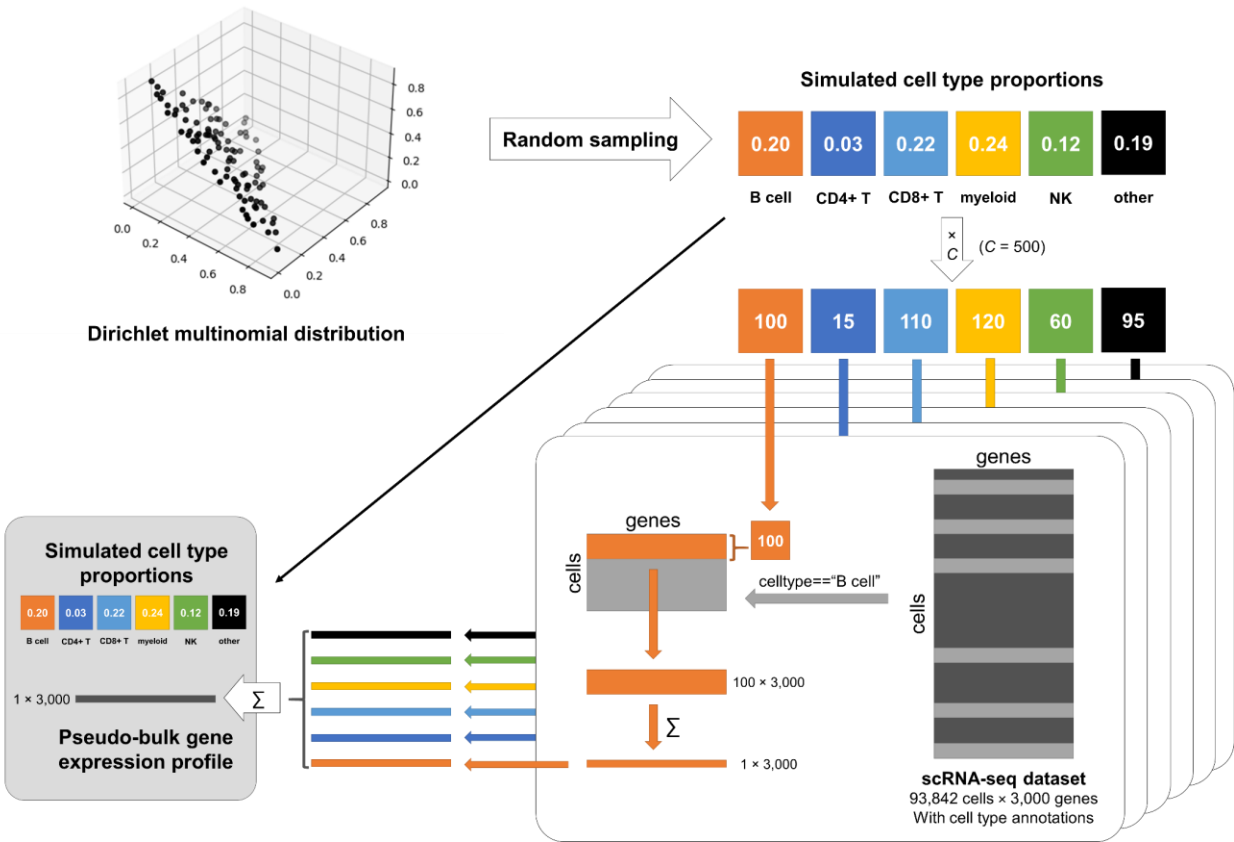 0.8
0.6
0.4
0.2
0.0
0.0
0.2
0.4
0.6
0.8
0.0
0.2
0.4
0.6
0.8
Dirichlet multinomial distribution
Random sampling
Simulated cell type proportions
0.20 0.03 0.22 0.24 0.12 0.19
B cell CD4+ T CD8+ T myeloid NK other
× C (C = 500)
100 15 110 120 60 95
genes
cells
100
celltype=="B cell"
100 × 3,000
∑
1 × 3,000
genes
cells
scRNA-seq dataset
93,842 cells × 3,000 genes
With cell type annotations
Simulated cell type
proportions
0.20 0.03 0.22 0.24 0.12 0.19
B cell CD4+ T CD8+ T myeloid NK other
1 × 3,000
∑
Pseudo-bulk gene
expression profile